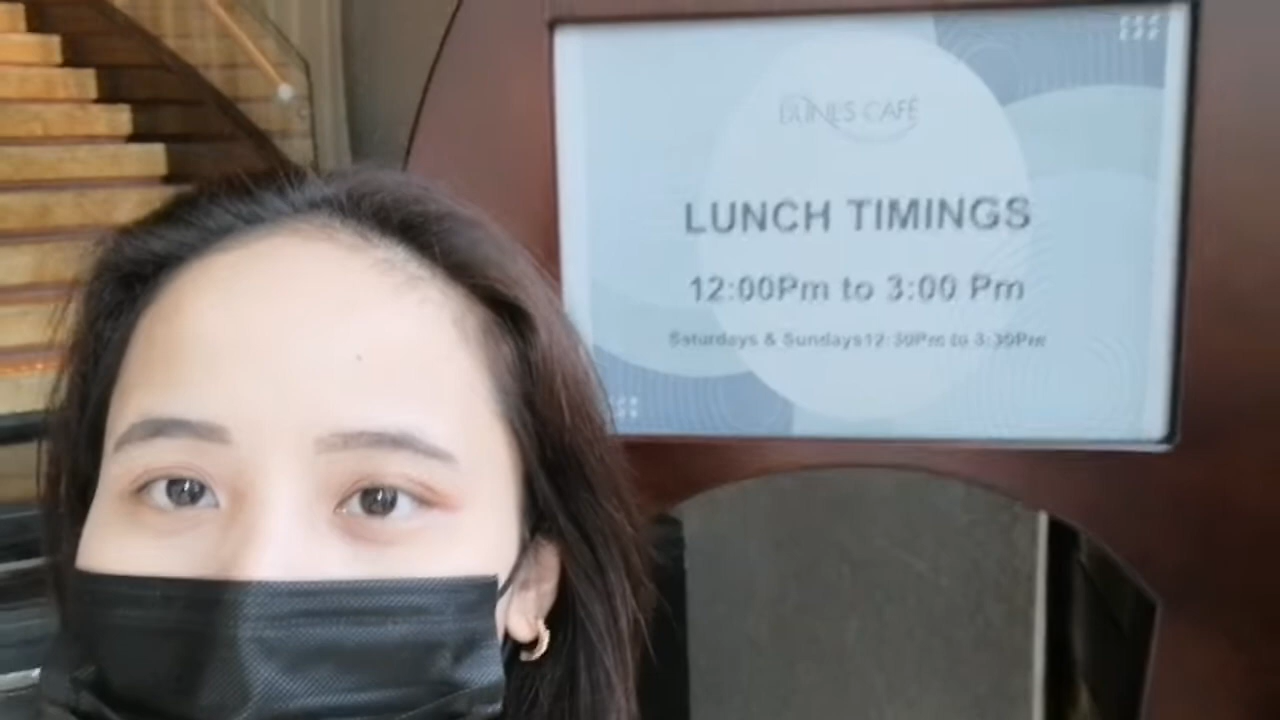 DUNES CAFÉ
LUNCH TIMINGS
12:00Pm to 3:00 Pm
Saturdays & Sundays12:30Pm to 3:30Pm